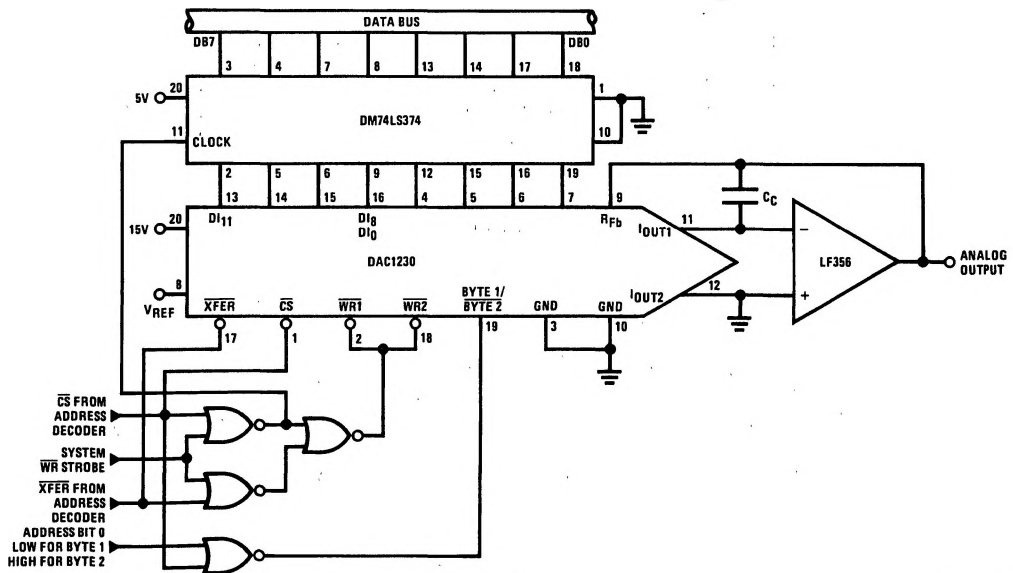 DATA BUS
DB7 DB0
3 4 7 8 13 14 17 18
5V 20 1
DM74LS374
11 CLOCK 10
2 5 6 9 12 15 16 19
13 14 15 16 4 5 6 7 9
DI11 DI8 RFb IOUT1 11 CC
DI0
15V 20
DAC1230 LF356 ANALOG
OUTPUT
− +
VREF 8 IOUT2 12
XFER CS WR1 WR2 BYTE 1/ GND GND
BYTE 2
17 1 2 18 19 3 10
CS FROM
ADDRESS
DECODER
SYSTEM
WR STROBE
XFER FROM
ADDRESS
DECODER
ADDRESS BIT 0
LOW FOR BYTE 1
HIGH FOR BYTE 2